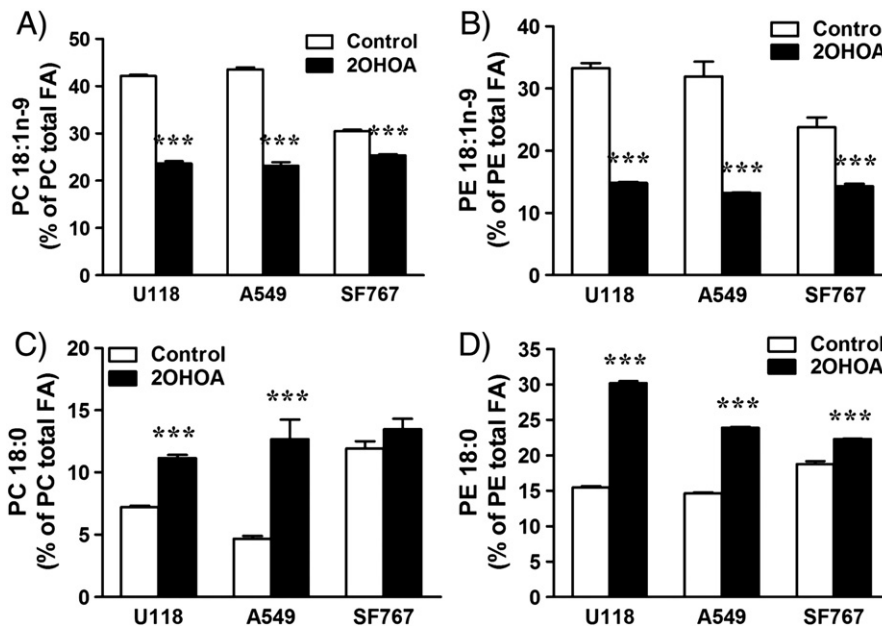 A)
PC 18:1n-9
(% of PC total FA)
50
40
30
20
10
0
Control
2OHOA
***
***
***
U118
A549
SF767
B)
PE 18:1n-9
(% of PE total FA)
40
30
20
10
0
Control
2OHOA
***
***
***
U118
A549
SF767
C)
PC 18:0
(% of PC total FA)
20
15
10
5
0
Control
2OHOA
***
***
U118
A549
SF767
D)
PE 18:0
(% of PE total FA)
35
30
25
20
15
10
5
0
Control
2OHOA
***
***
***
U118
A549
SF767